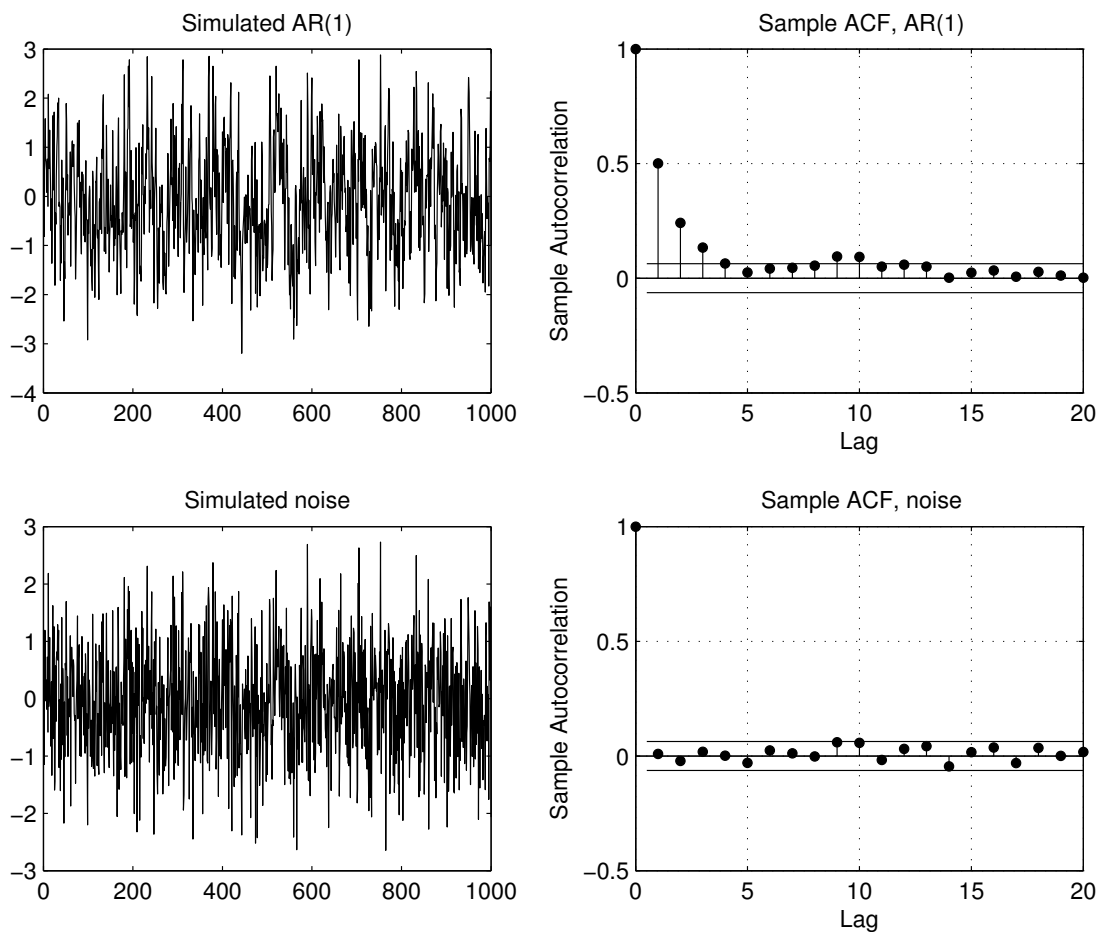 Simulated AR(1)
3
2
1
0
−1
−2
−3
−4
0 200 400 600 800 1000
Sample ACF, AR(1)
Sample Autocorrelation
1
0.5
0
−0.5
0 5 10 15 20
Lag
Simulated noise
3
2
1
0
−1
−2
−3
0 200 400 600 800 1000
Sample ACF, noise
Sample Autocorrelation
1
0.5
0
−0.5
0 5 10 15 20
Lag